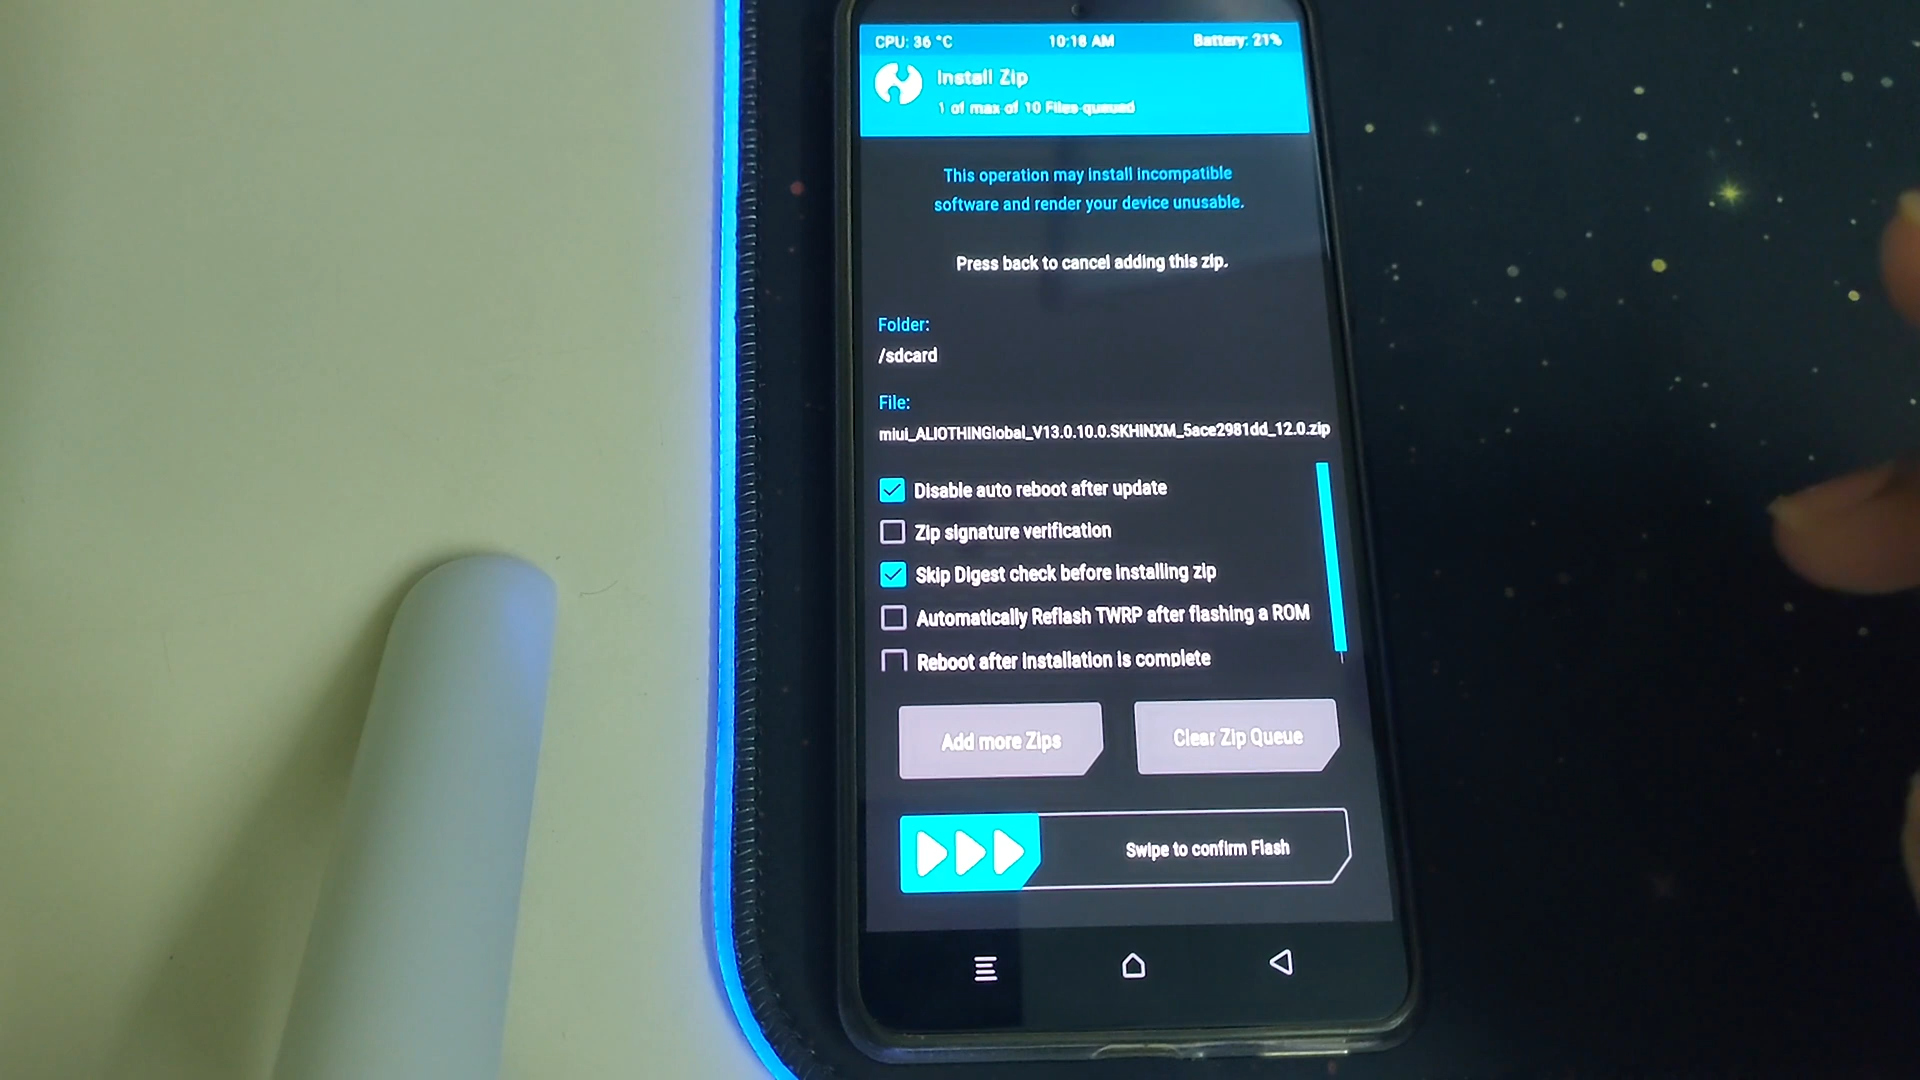 CPU: 36 °C 10:18 AM Battery: 21%
Install Zip
1 of max of 10 Files queued
This operation may install incompatible
software and render your device unusable.
Press back to cancel adding this zip.
Folder:
/sdcard
File:
miui_ALIOTHINGlobal_V13.0.10.0.SKHINXM_5ace2981dd_12.0.zip
Disable auto reboot after update
Zip signature verification
Skip Digest check before installing zip
Automatically Reflash TWRP after flashing a ROM
Reboot after installation is complete
Add more Zips Clear Zip Queue
Swipe to confirm Flash